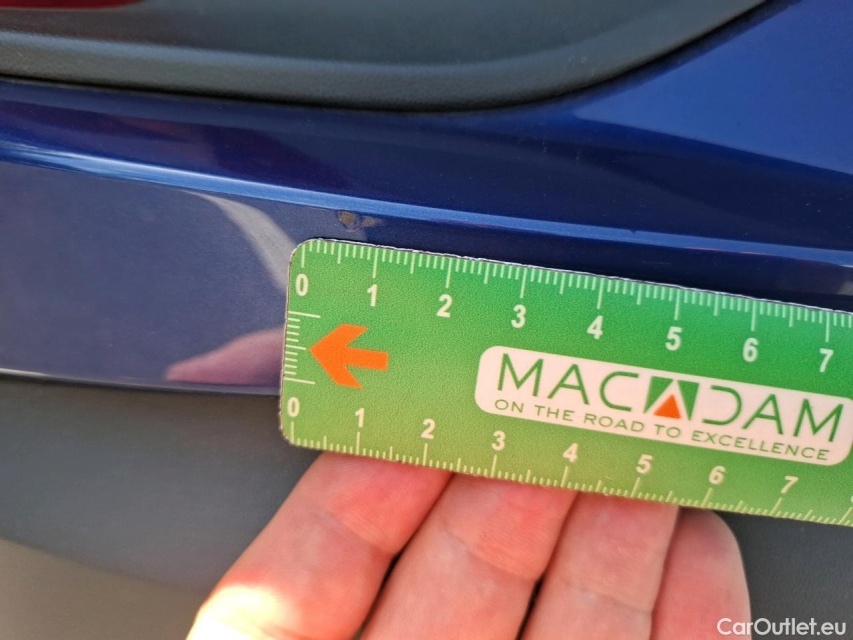 0 1 2 3 4 5 6 7
MACADAM
ON THE ROAD TO EXCELLENCE
0 1 2 3 4 5 6 7
CarOutlet.eu